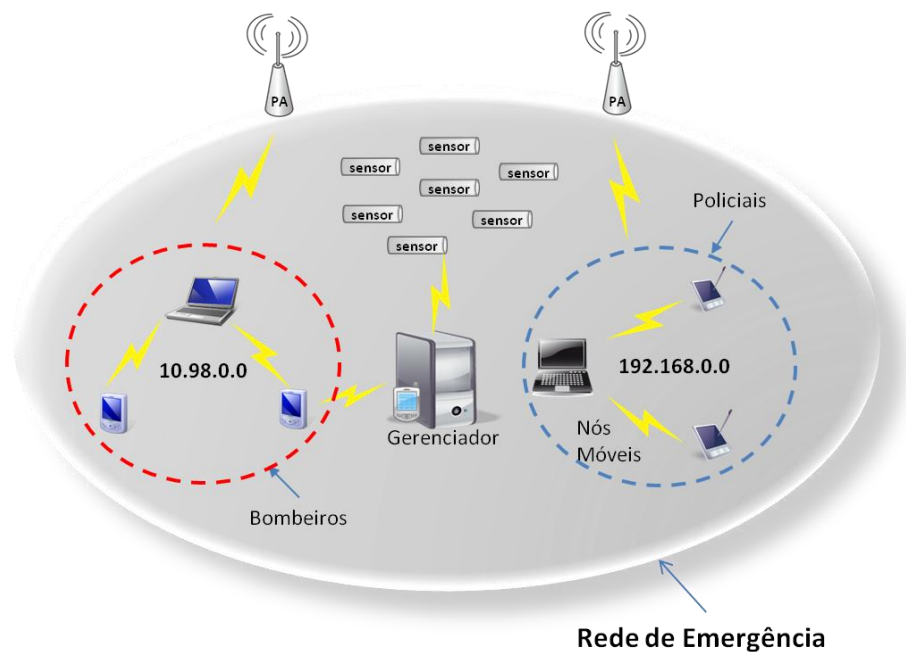 PA
PA
sensor
sensor
sensor
sensor
sensor
sensor
sensor
Policiais
10.98.0.0
192.168.0.0
Gerenciador
Nós
Móveis
Bombeiros
Rede de Emergência